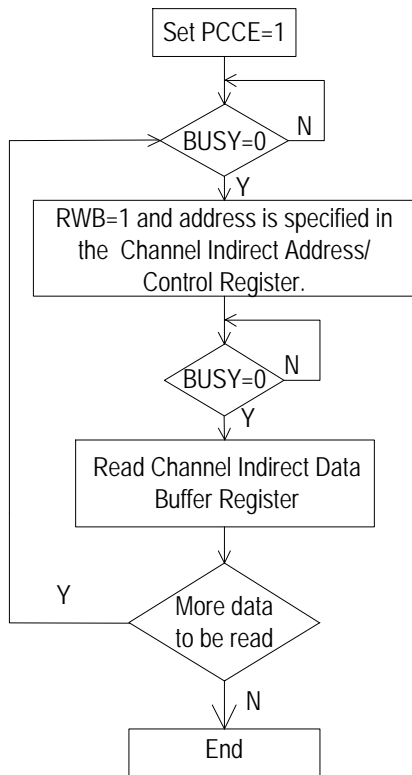 Set PCCE=1
BUSY=0
N
Y
RWB=1 and address is specified in
the Channel Indirect Address/
Control Register.
BUSY=0
N
Y
Read Channel Indirect Data
Buffer Register
Y
More data
to be read
N
End